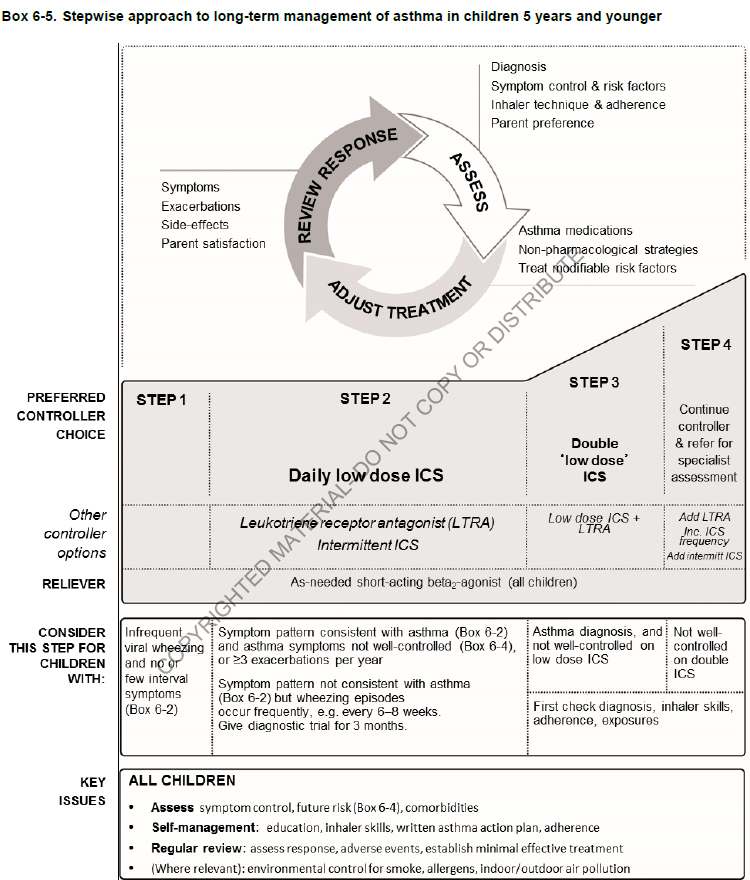 Box 6-5. Stepwise approach to long-term management of asthma in children 5 years and younger
Diagnosis
Symptom control & risk factors
Inhaler technique & adherence
Parent preference
REVIEW RESPONSE
ASSESS
ADJUST TREATMENT
Symptoms
Exacerbations
Side-effects
Parent satisfaction
Asthma medications
Non-pharmacological strategies
Treat modifiable risk factors
COPYRIGHTED MATERIAL- DO NOT COPY OR DISTRIBUTE
PREFERRED
CONTROLLER
CHOICE
STEP 1
STEP 2
Daily low dose ICS
STEP 3
Double
‘low dose’
ICS
STEP 4
Continue
controller
& refer for
specialist
assessment
Other
controller
options
Leukotriene receptor antagonist (LTRA)
Intermittent ICS
Low dose ICS +
LTRA
Add LTRA
Inc. ICS
frequency
Add intermitt ICS
RELIEVER
As-needed short-acting beta2-agonist (all children)
CONSIDER
THIS STEP FOR
CHILDREN
WITH:
Infrequent
viral wheezing
and no or
few interval
symptoms
(Box 6-2)
Symptom pattern consistent with asthma (Box 6-2)
and asthma symptoms not well-controlled (Box 6-4),
or ≥3 exacerbations per year
Symptom pattern not consistent with asthma
(Box 6-2) but wheezing episodes
occur frequently, e.g. every 6–8 weeks.
Give diagnostic trial for 3 months.
Asthma diagnosis, and
not well-controlled on
low dose ICS
Not well-
controlled
on double
ICS
First check diagnosis, inhaler skills,
adherence, exposures
KEY
ISSUES
ALL CHILDREN
• Assess symptom control, future risk (Box 6-4), comorbidities
• Self-management: education, inhaler skills, written asthma action plan, adherence
• Regular review: assess response, adverse events, establish minimal effective treatment
• (Where relevant): environmental control for smoke, allergens, indoor/outdoor air pollution